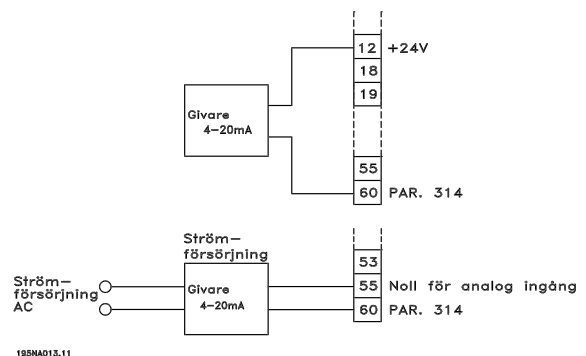 12 +24V
18
19
Givare
4-20mA
55
60 PAR. 314
Ström-
försörjning
53
Ström-
försörjning
AC
Givare
4-20mA
55 Noll för analog ingång
60 PAR. 314
195NA013.11